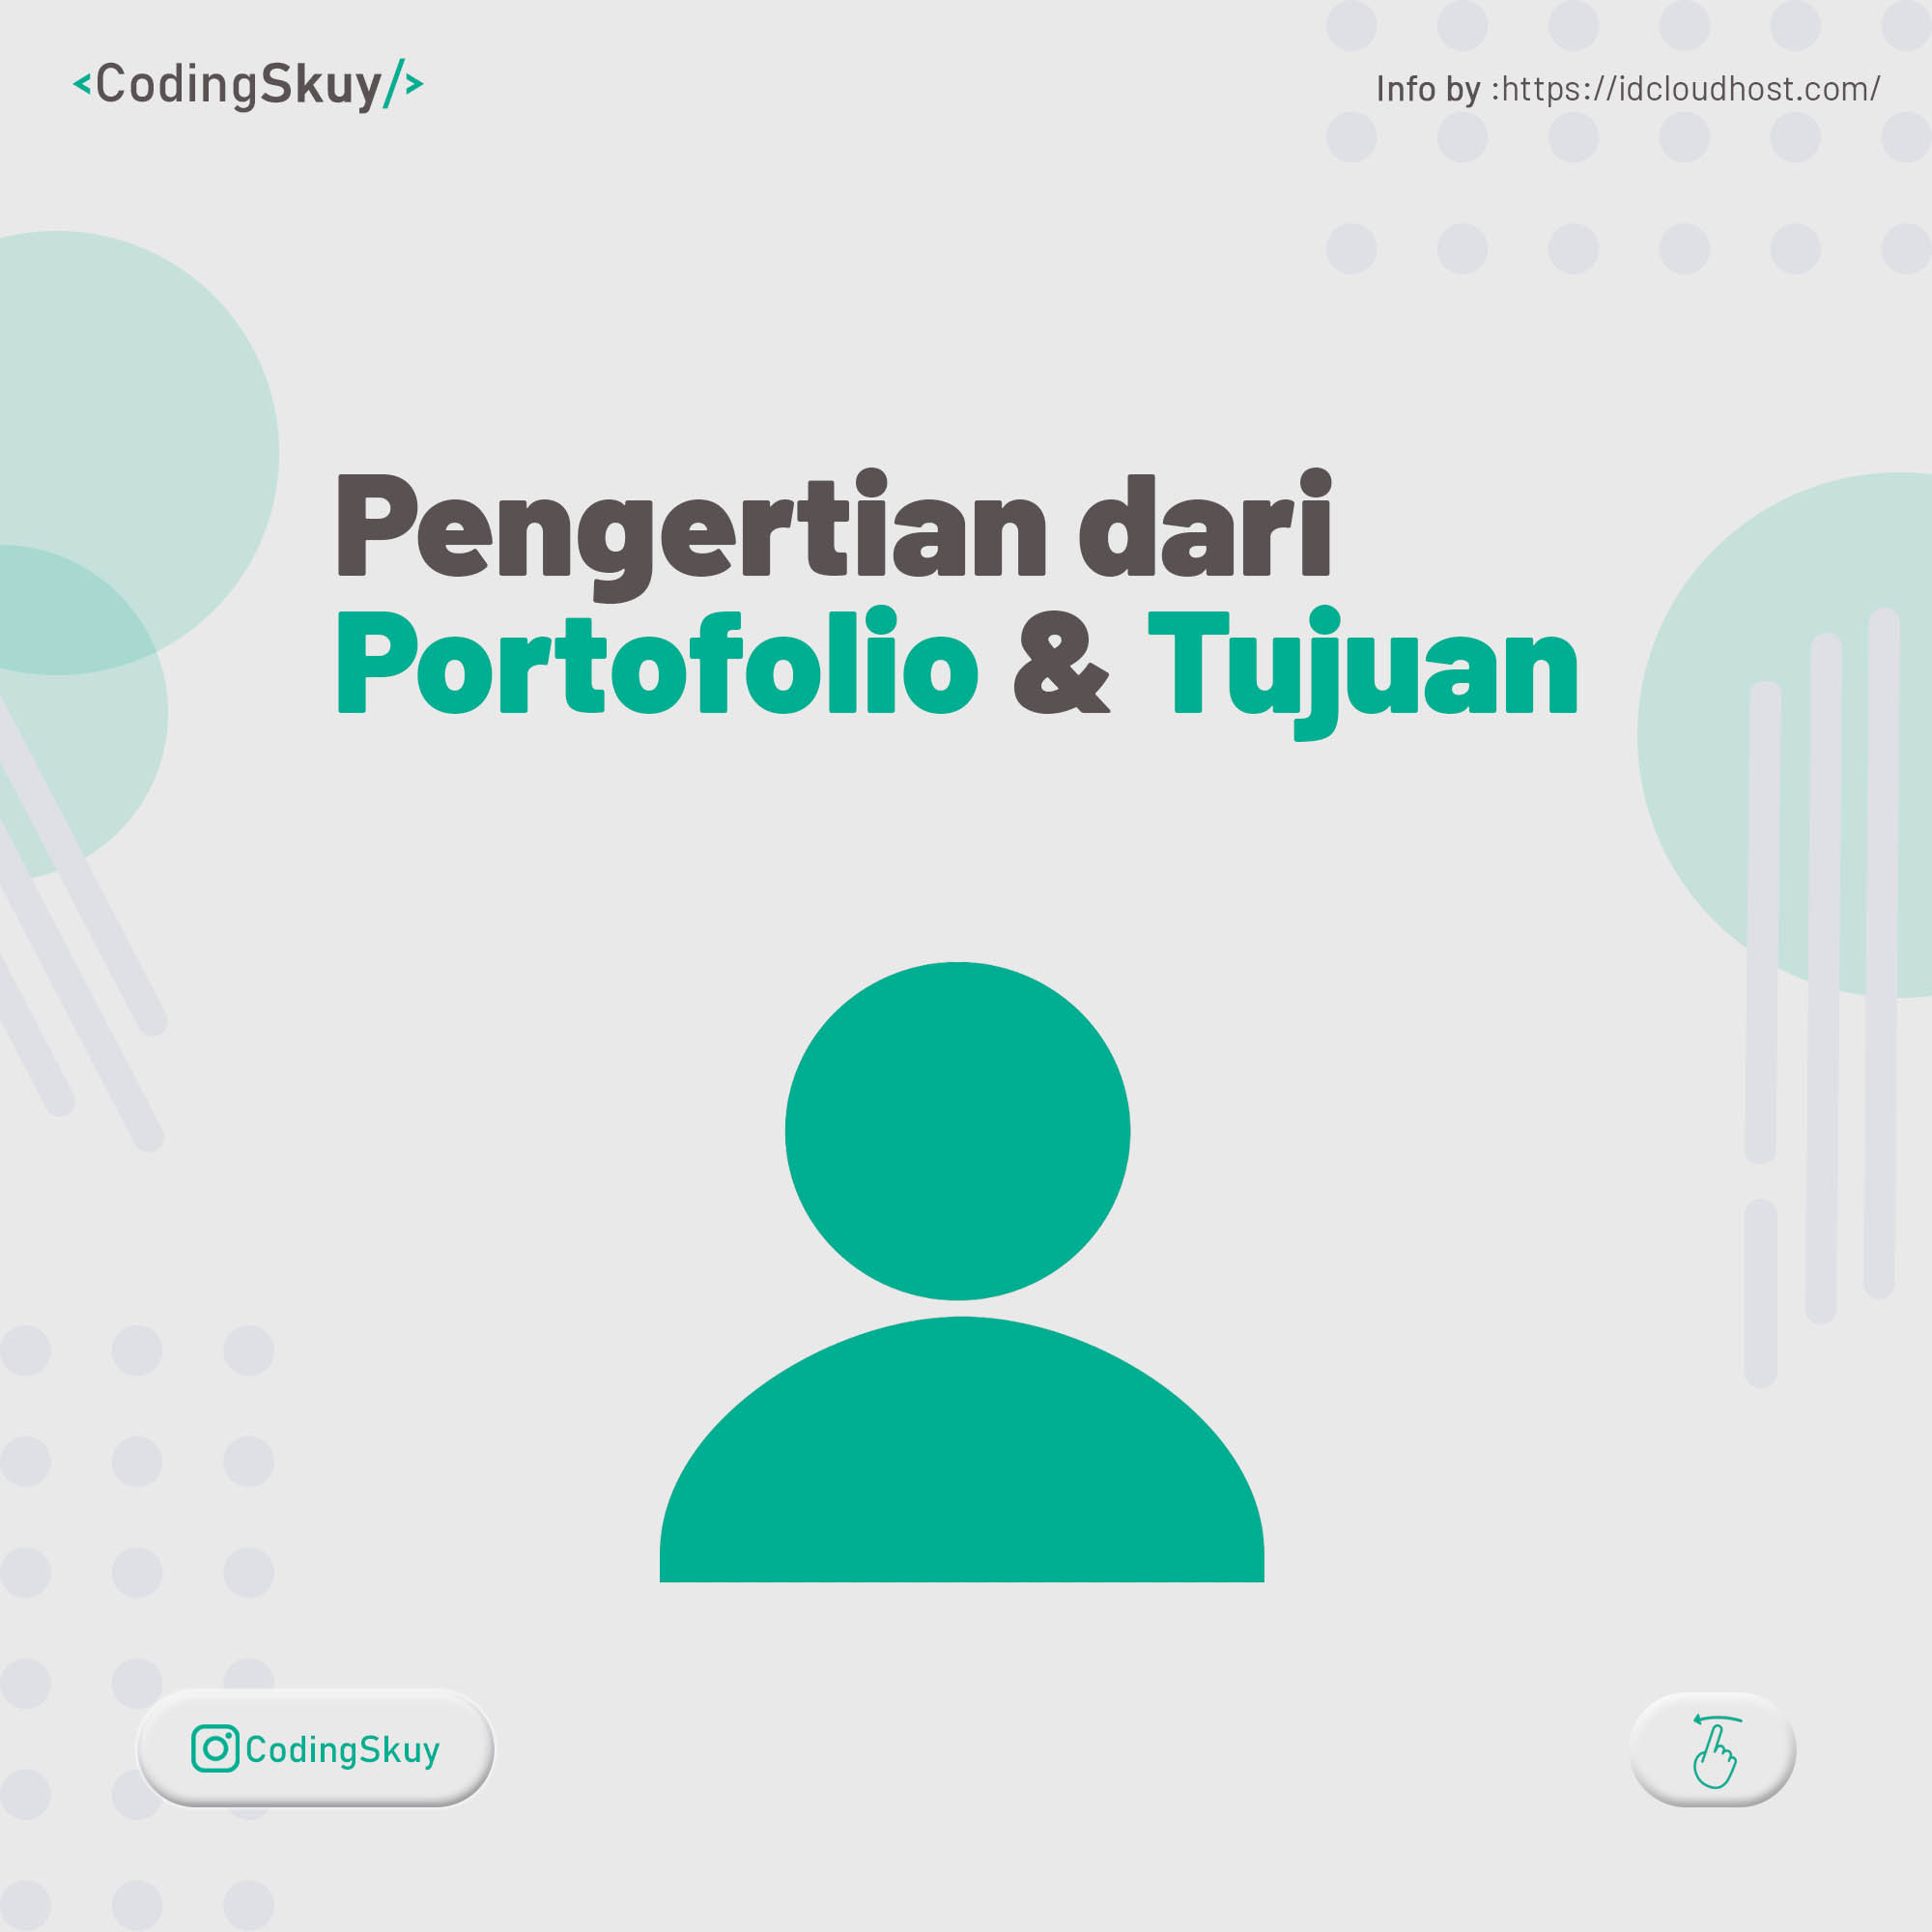 <CodingSkuy/>
Info by :https://idcloudhost.com/
Pengertian dari
Portofolio & Tujuan
CodingSkuy